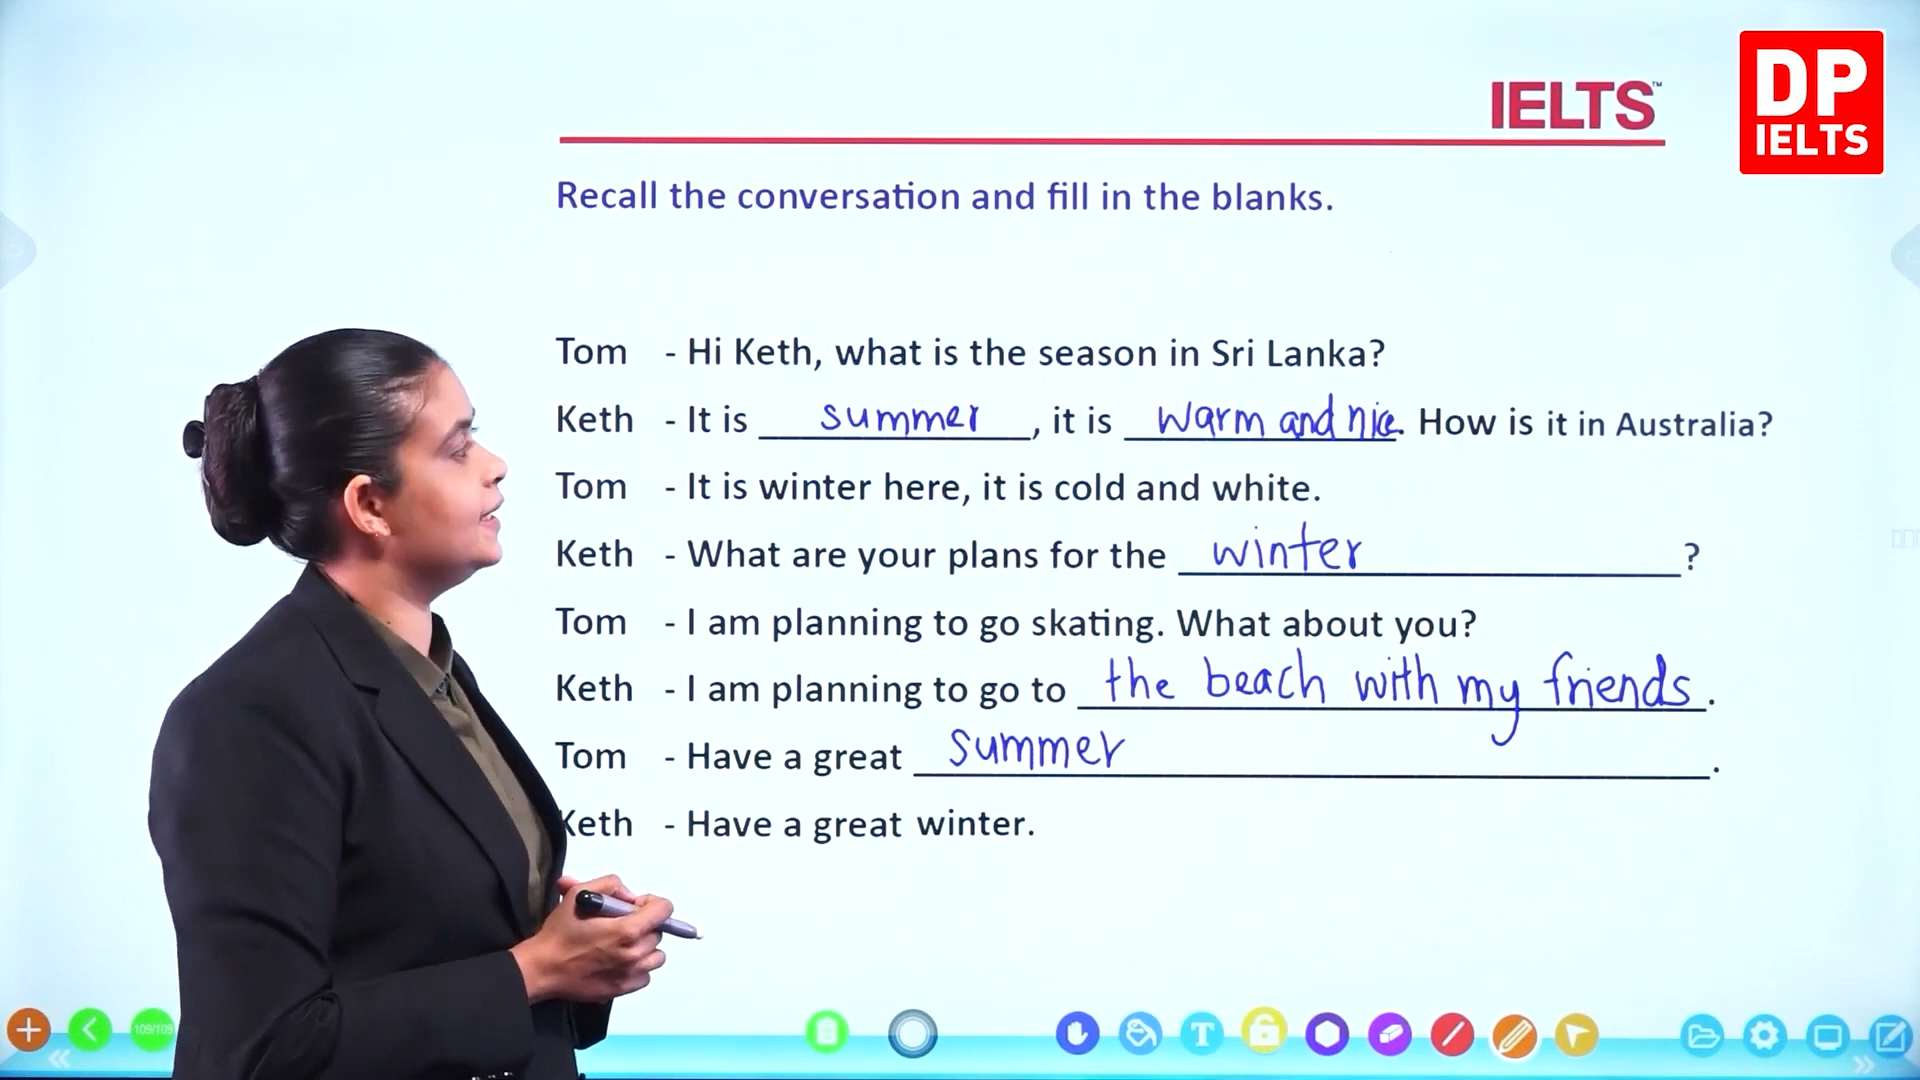 IELTS™
DP
IELTS
Recall the conversation and fill in the blanks.
Tom - Hi Keth, what is the season in Sri Lanka?
Keth - It is summer, it is warm and nice. How is it in Australia?
Tom - It is winter here, it is cold and white.
Keth - What are your plans for the winter?
Tom - I am planning to go skating. What about you?
Keth - I am planning to go to the beach with my friends.
Tom - Have a great summer.
Keth - Have a great winter.
109/109
T